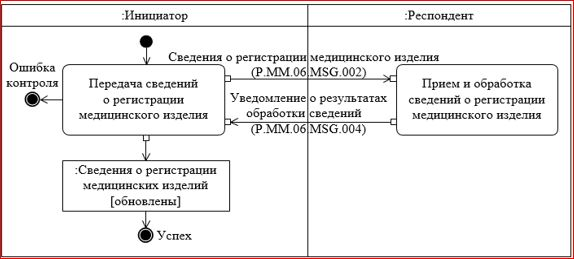 :Инициатор
:Респондент
Сведения о регистрации медицинского изделия
(P.MM.06.MSG.002)
Ошибка
контроля
Передача сведений
о регистрации
медицинского изделия
Прием и обработка
сведений о регистрации
медицинского изделия
Уведомление о результатах
обработки сведений
(P.MM.06.MSG.004)
:Сведения о регистрации
медицинских изделий
[обновлены]
Успех